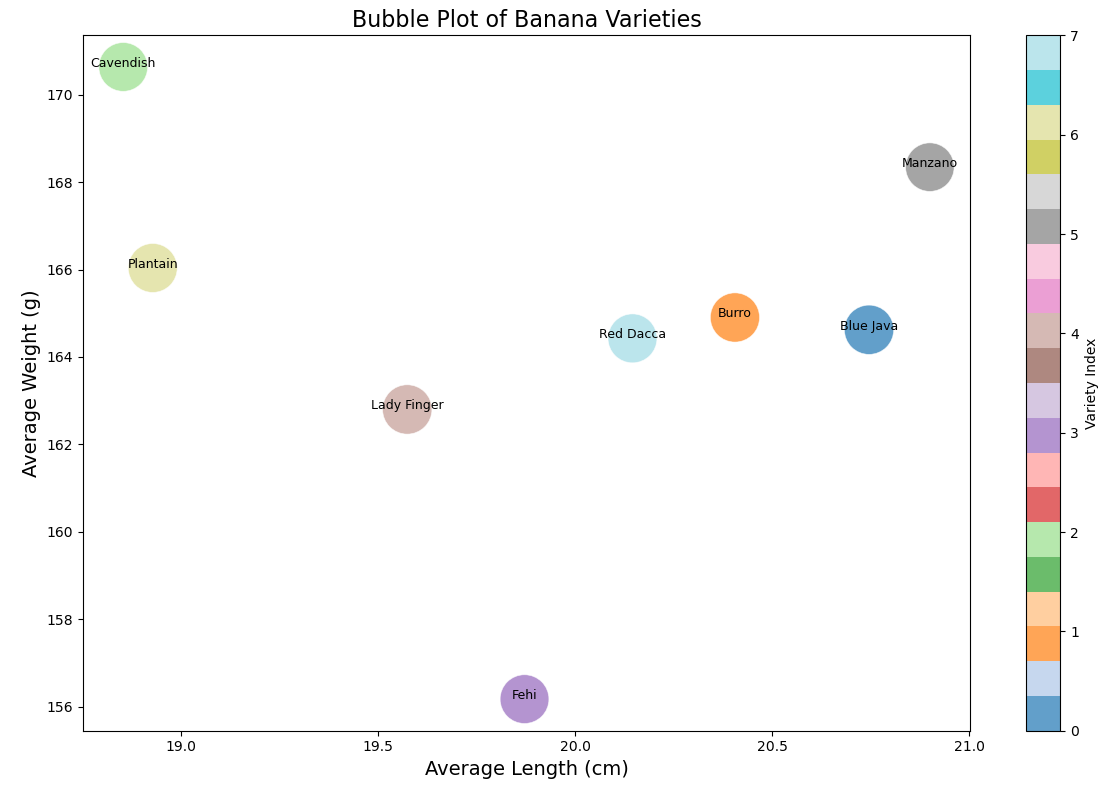 Bubble Plot of Banana Varieties
Cavendish
Manzano
Plantain
Burro
Blue Java
Red Dacca
Lady Finger
Fehi
170
168
166
164
162
160
158
156
Average Weight (g)
19.0
19.5
20.0
20.5
21.0
Average Length (cm)
7
6
5
4
3
2
1
0
Variety Index